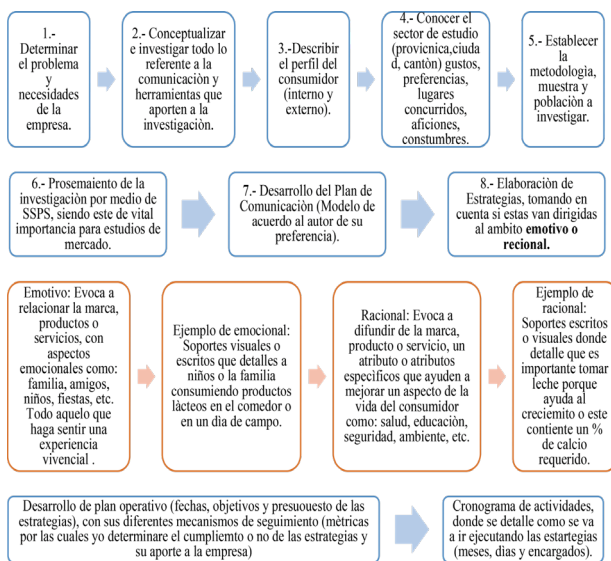 1.-
Determinar
el problema
y
necesidades
de la
empresa.
2.- Conceptualizar
e investigar todo lo
referente a la
comunicaciòn y
herramientas que
aporten a la
investigaciòn.
3.-Describir
el perfil del
consumidor
(interno y
externo).
4.- Conocer el
sector de estudio
(provicnica,ciuda
d, cantòn) gustos,
preferencias,
lugares
concurridos,
aficiones,
constumbres.
5.- Establecer
la
metodologìa,
muestra y
poblaciòn a
investigar.
6.- Prosemaiento de la
investigaciòn por medio de
SSPS, siendo este de vital
importancia para estudios de
mercado.
7.- Desarrollo del Plan de
Comunicaciòn (Modelo de
acuerdo al autor de su
preferencia).
8.- Elaboraciòn de
Estrategias, tomando en
cuenta si estas van dirigidas
al ambito emotivo o
recional.
Emotivo: Evoca a
relacionar la marca,
productos o
servicios, con
aspectos
emocionales como:
familia, amigos,
niños, fiestas, etc.
Todo aquelo que
haga sentir una
experiencia
vivencial .
Ejemplo de emocional:
Soportes visuales o
escritos que detalles a
niños o la familia
consumiendo productos
làcteos en el comedor o
en un dìa de campo.
Racional: Evoca a
difundir de la marca,
producto o servicio, un
atributo o atributos
especìficos que ayuden a
mejorar un aspecto de la
vida del consumidor
como: salud, educaciòn,
seguridad, ambiente, etc.
Ejemplo de
racional:
Soportes escritos
o visuales donde
detalle que es
importante tomar
leche porque
ayuda al
creciemito o este
contiente un %
de calcio
requerido.
Desarrollo de plan operativo (fechas, objetivos y presuouesto de las
estrategias), con sus diferentes mecanismos de seguimiento (mètricas
por las cuales yo determinare el cumpliemto o no de las estrategias y
su aporte a la empresa)
Cronograma de actividades,
donde se detalle como se va
a ir ejecutando las estartegias
(meses, dias y encargados).